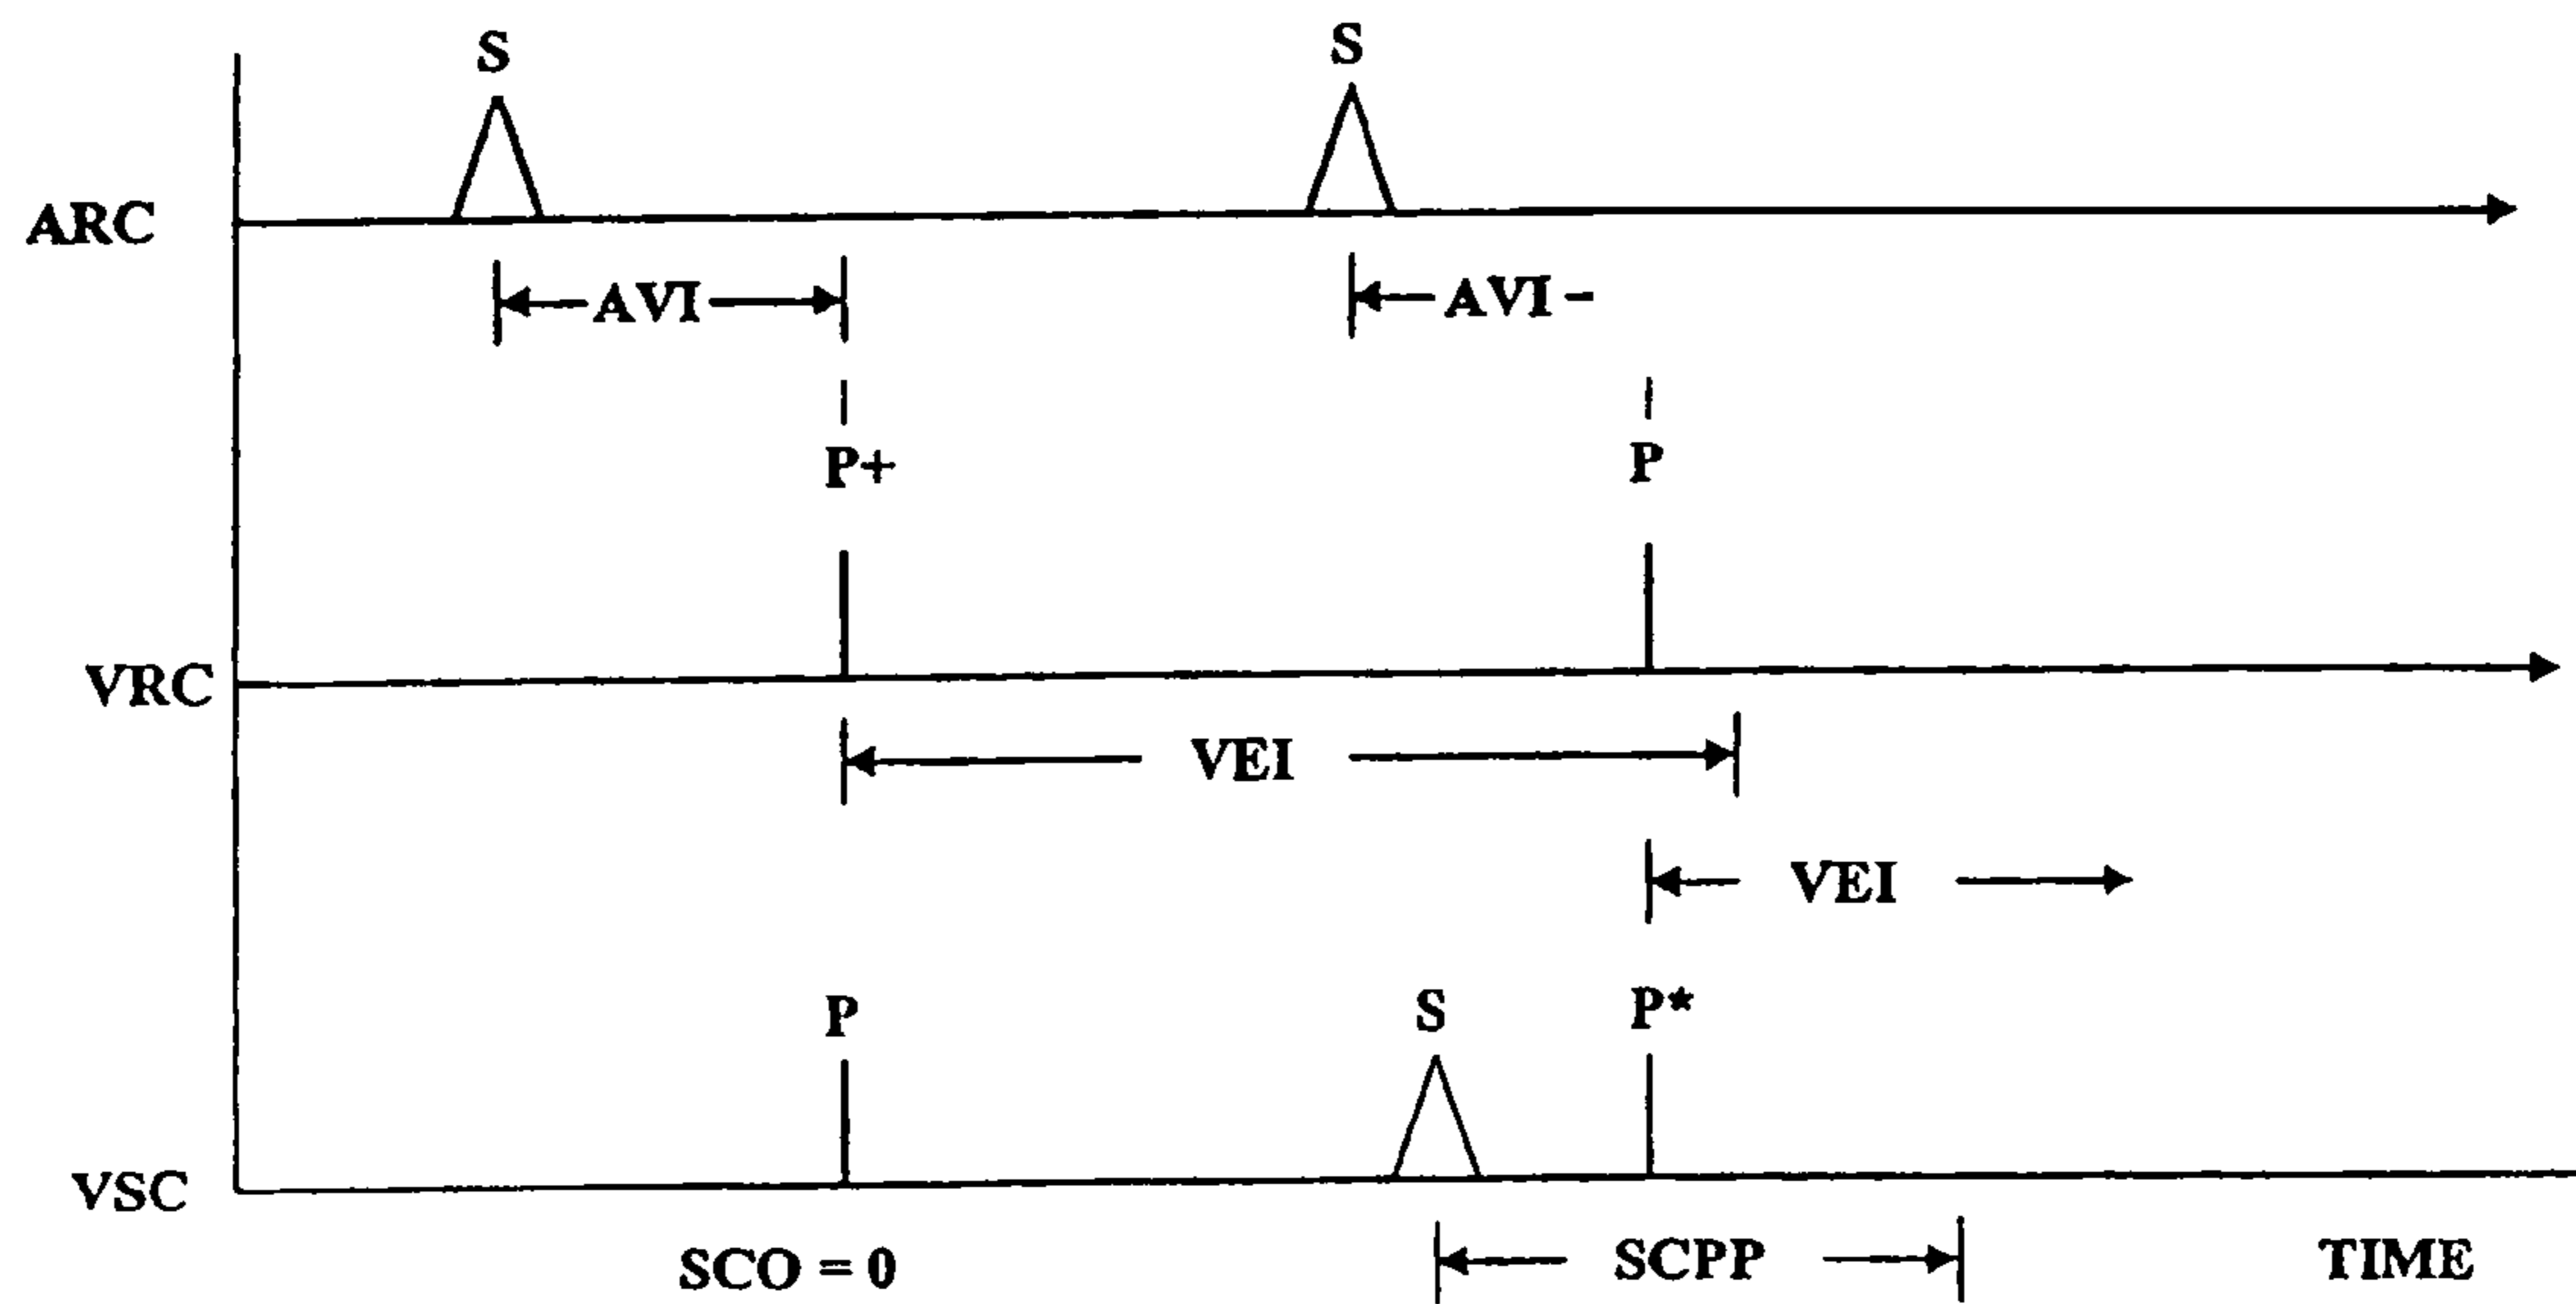 S S
ARC
AVI AVI -
P+ P
VRC
VEI
VEI
P S P*
VSC
SCO = 0 SCPP TIME